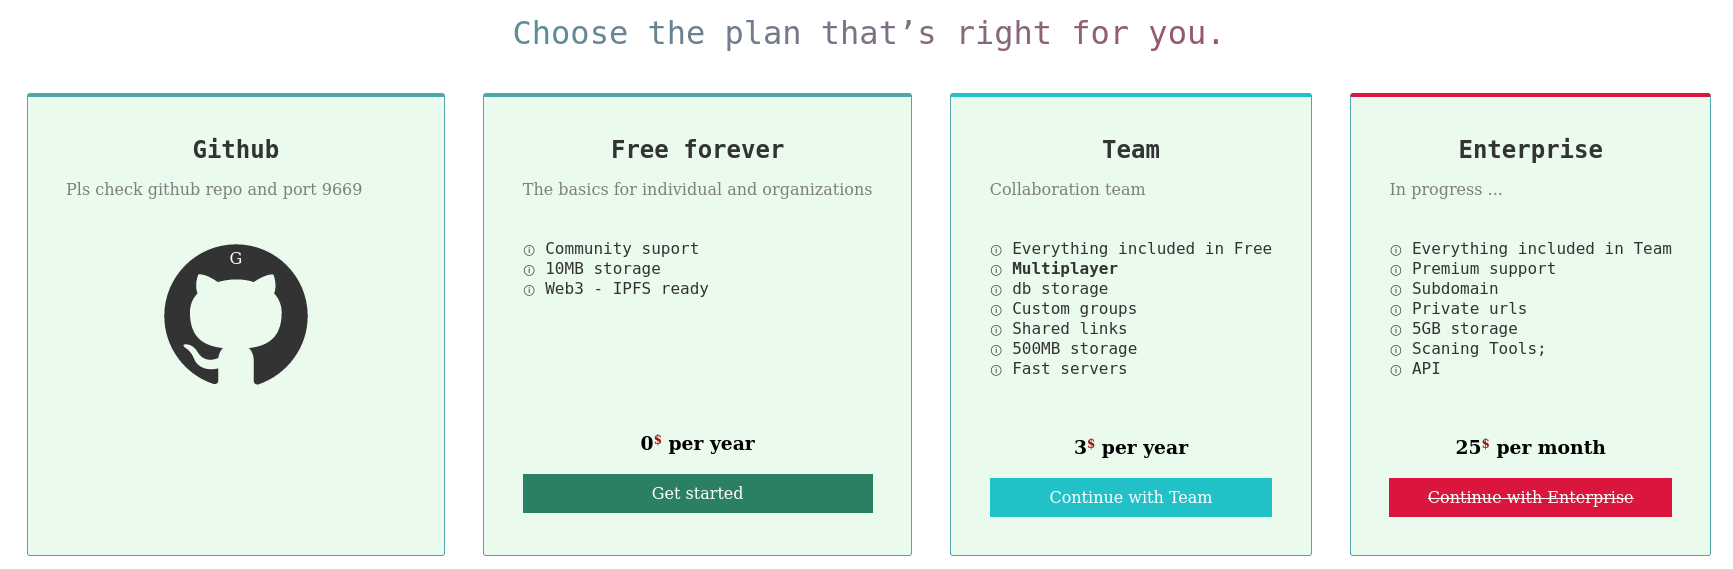 Choose the plan that’s right for you.
Github
Pls check github repo and port 9669
G
Free forever
The basics for individual and organizations
Community suport
10MB storage
Web3 - IPFS ready
0$ per year
Get started
Team
Collaboration team
Everything included in Free
Multiplayer
db storage
Custom groups
Shared links
500MB storage
Fast servers
3$ per year
Continue with Team
Enterprise
In progress ...
Everything included in Team
Premium support
Subdomain
Private urls
5GB storage
Scaning Tools;
API
25$ per month
Continue with Enterprise